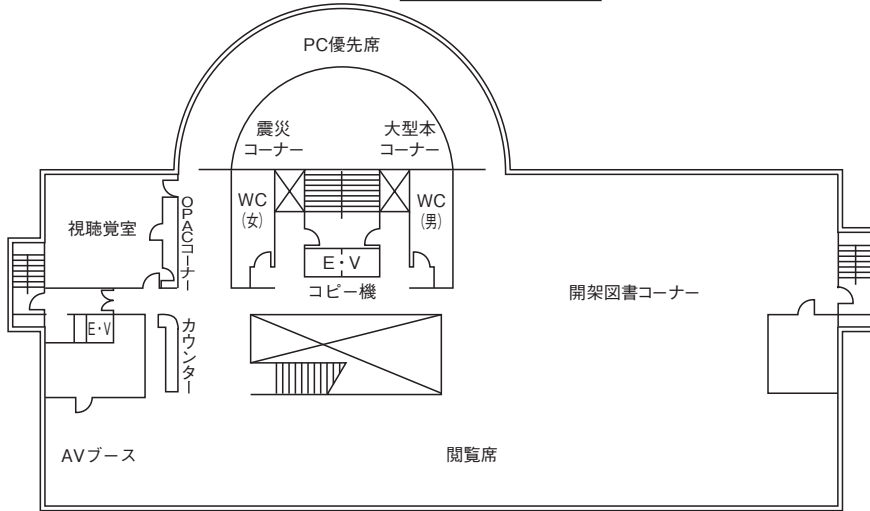 PC優先席
震災
コーナー
大型本
コーナー
WC
(女)
WC
(男)
OPACコーナー
視聴覚室
E・V
コピー機
開架図書コーナー
E・V
カウンター
AVブース
閲覧席